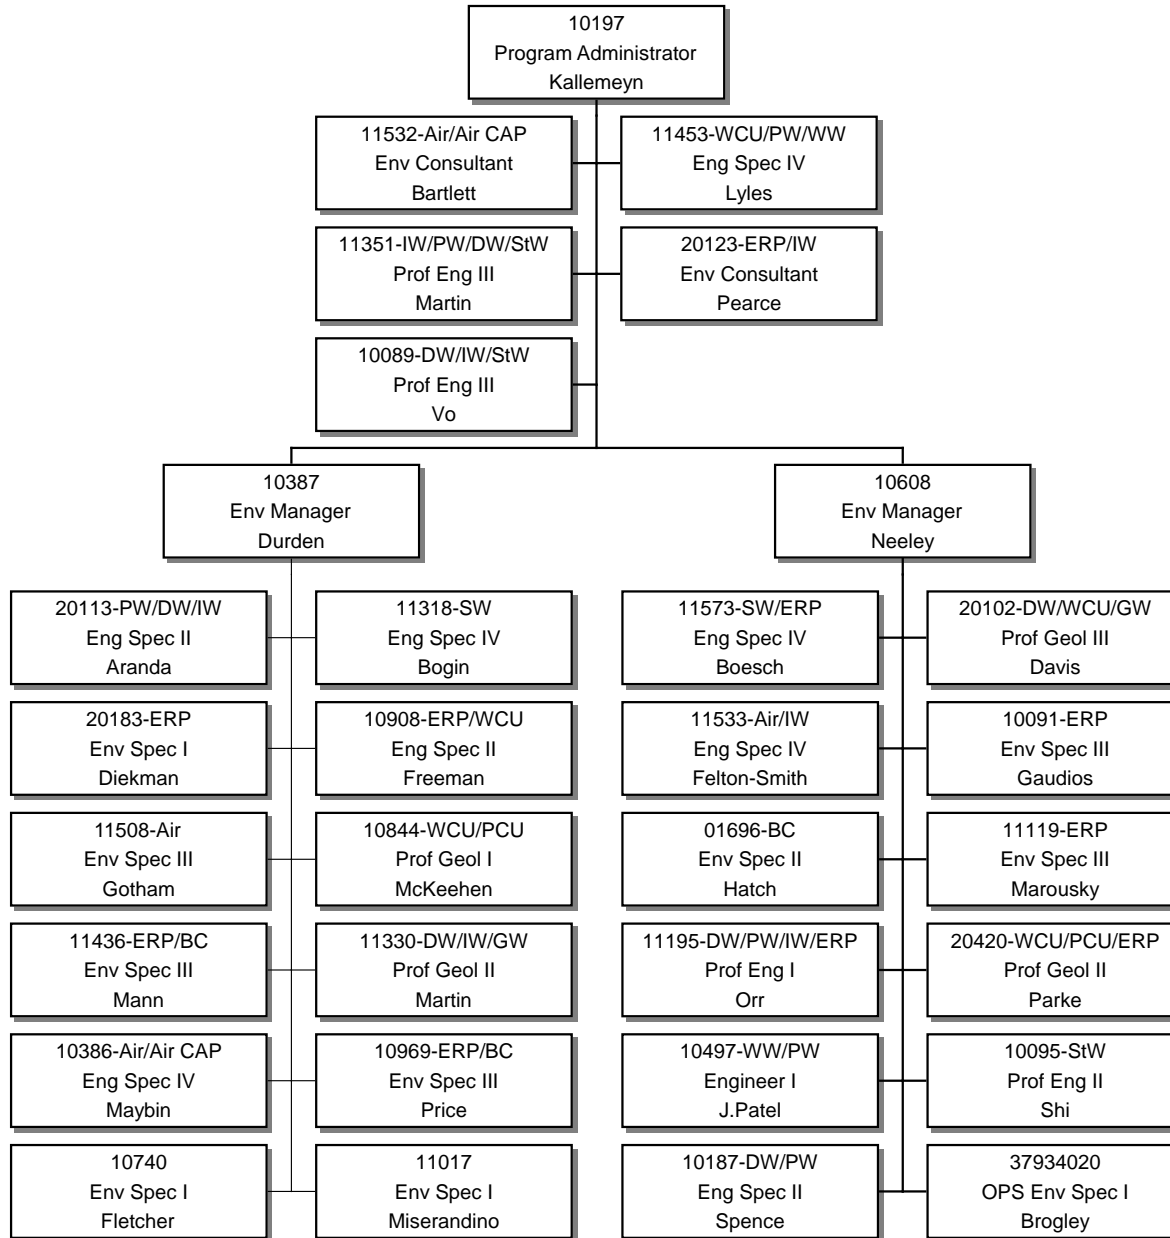 10197
Program Administrator
Kallemeyn
11532-Air/Air CAP
Env Consultant
Bartlett
11453-WCU/PW/WW
Eng Spec IV
Lyles
11351-IW/PW/DW/StW
Prof Eng III
Martin
20123-ERP/IW
Env Consultant
Pearce
10089-DW/IW/StW
Prof Eng III
Vo
10387
Env Manager
Durden
10608
Env Manager
Neeley
20113-PW/DW/IW
Eng Spec II
Aranda
11318-SW
Eng Spec IV
Bogin
11573-SW/ERP
Eng Spec IV
Boesch
20102-DW/WCU/GW
Prof Geol III
Davis
20183-ERP
Env Spec I
Diekman
10908-ERP/WCU
Eng Spec II
Freeman
11533-Air/IW
Eng Spec IV
Felton-Smith
10091-ERP
Env Spec III
Gaudios
11508-Air
Env Spec III
Gotham
10844-WCU/PCU
Prof Geol I
McKeehen
01696-BC
Env Spec II
Hatch
11119-ERP
Env Spec III
Marousky
11436-ERP/BC
Env Spec III
Mann
11330-DW/IW/GW
Prof Geol II
Martin
11195-DW/PW/IW/ERP
Prof Eng I
Orr
20420-WCU/PCU/ERP
Prof Geol II
Parke
10386-Air/Air CAP
Eng Spec IV
Maybin
10969-ERP/BC
Env Spec III
Price
10497-WW/PW
Engineer I
J.Patel
10095-StW
Prof Eng II
Shi
10740
Env Spec I
Fletcher
11017
Env Spec I
Miserandino
10187-DW/PW
Eng Spec II
Spence
37934020
OPS Env Spec I
Brogley